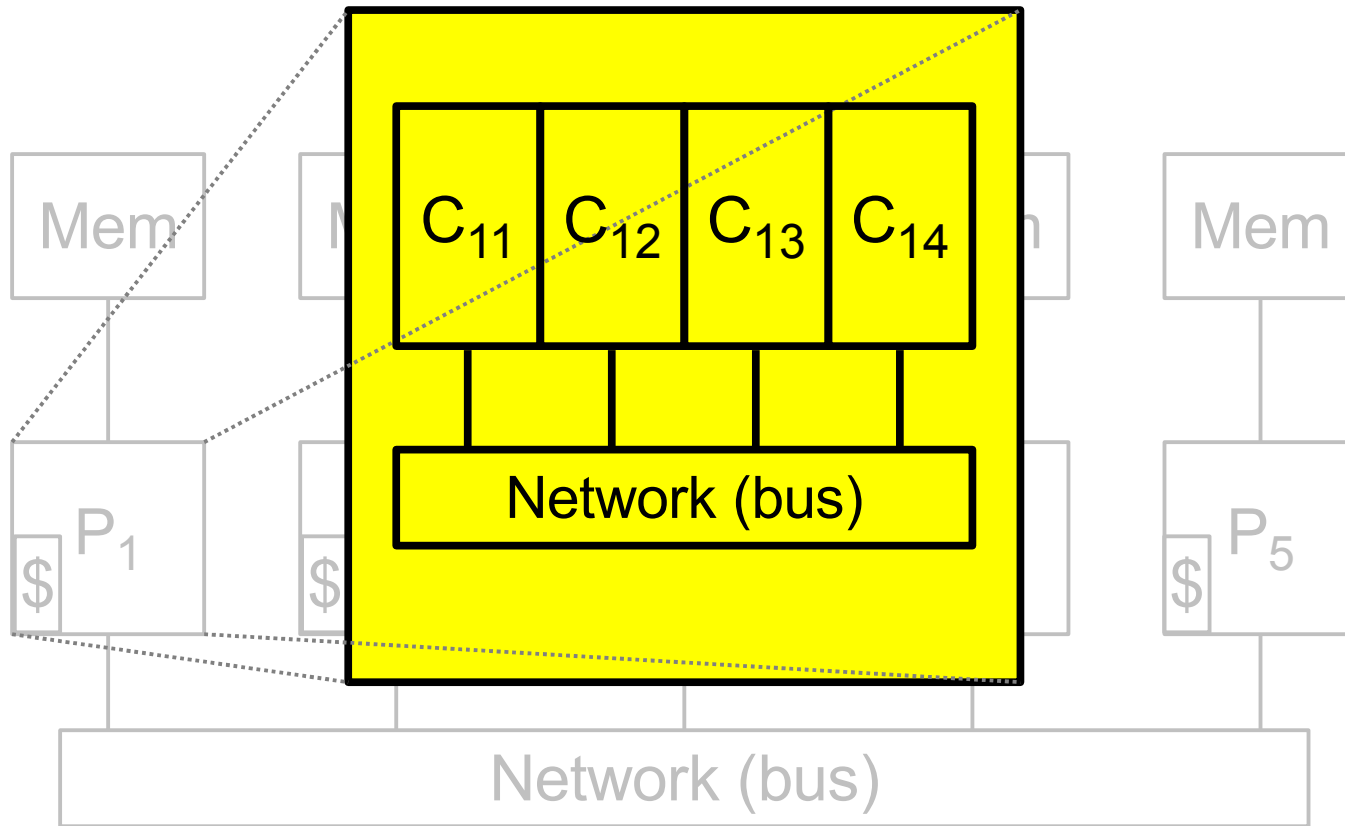 Mem
M
m
Mem
C₁₁ C₁₂ C₁₃ C₁₄
Network (bus)
P₁
$
$
P₅
$
Network (bus)